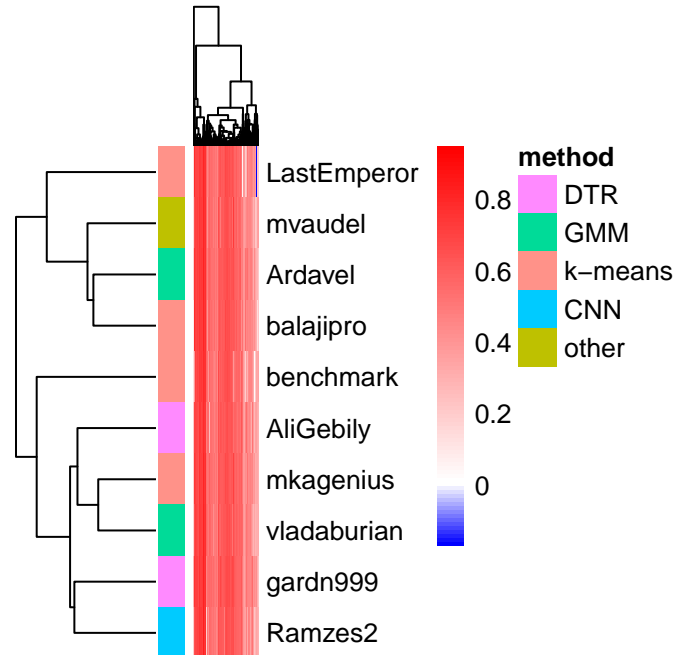 LastEmperor
mvaudel
Ardavel
balajipro
benchmark
AliGebily
mkagenius
vladaburian
gardn999
Ramzes2
0.8
0.6
0.4
0.2
0
method
DTR
GMM
k−means
CNN
other